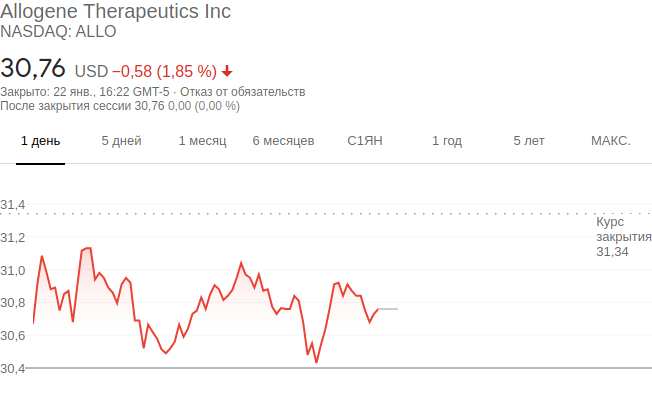 Allogene Therapeutics Inc
NASDAQ: ALLO
30,76 USD −0,58 (1,85 %)
Закрыто: 22 янв., 16:22 GMT-5 · Отказ от обязательств
После закрытия сессии 30,76 0,00 (0,00 %)
1 день 5 дней 1 месяц 6 месяцев С1ЯН 1 год 5 лет МАКС.
31,4
Курс
закрытия
31,34
31,2
31,0
30,8
30,6
30,4